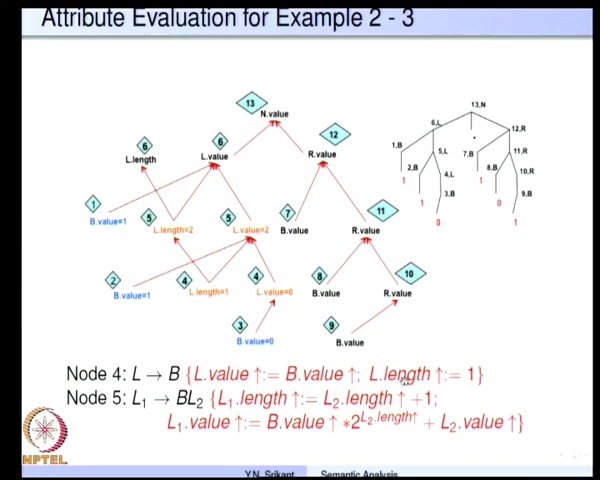 Attribute Evaluation for Example 2 - 3
13
N.value
6
L.length
6
L.value
12
R.value
1
B.value=1
5
L.length=2
5
L.value=2
7
B.value
11
R.value
2
B.value=1
4
L.length=1
4
L.value=0
8
B.value
10
R.value
3
B.value=0
9
B.value
13,N
6,L
.
12,R
1,B
5,L
7,B
11,R
2,B
4,L
8,B
10,R
1
3,B
1
9,B
1
0
0
1
Node 4: L → B {L.value ↑:= B.value ↑; L.length ↑:= 1}
Node 5: L₁ → BL₂ {L₁.length ↑:= L₂.length ↑ +1;
L₁.value ↑:= B.value ↑ *2^L₂.length↑ + L₂.value ↑}
NPTEL
Y.N. Srikant Semantic Analysis